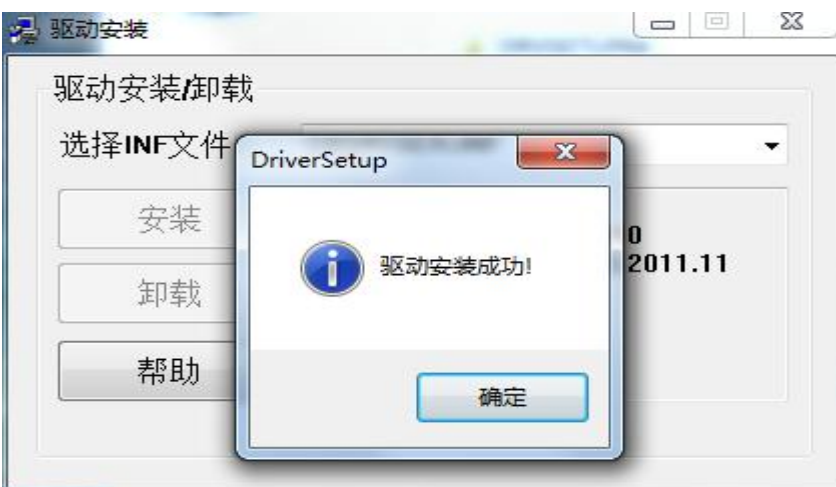 驱动安装
驱动安装/卸载
选择INF文件
DriverSetup
驱动安装成功!
确定
安装
卸载
帮助
0
2011.11